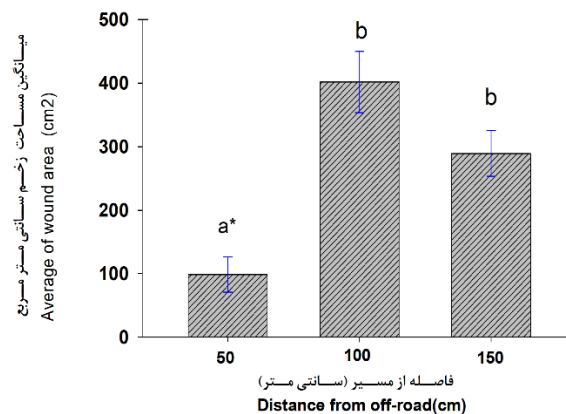 میانگین مساحت زخم سانتی متر مربع
Average of wound area (cm2)
500
400
300
200
100
0
a*
b
b
50
100
150
فاصله از مسیر (سانتی متر)
Distance from off-road(cm)